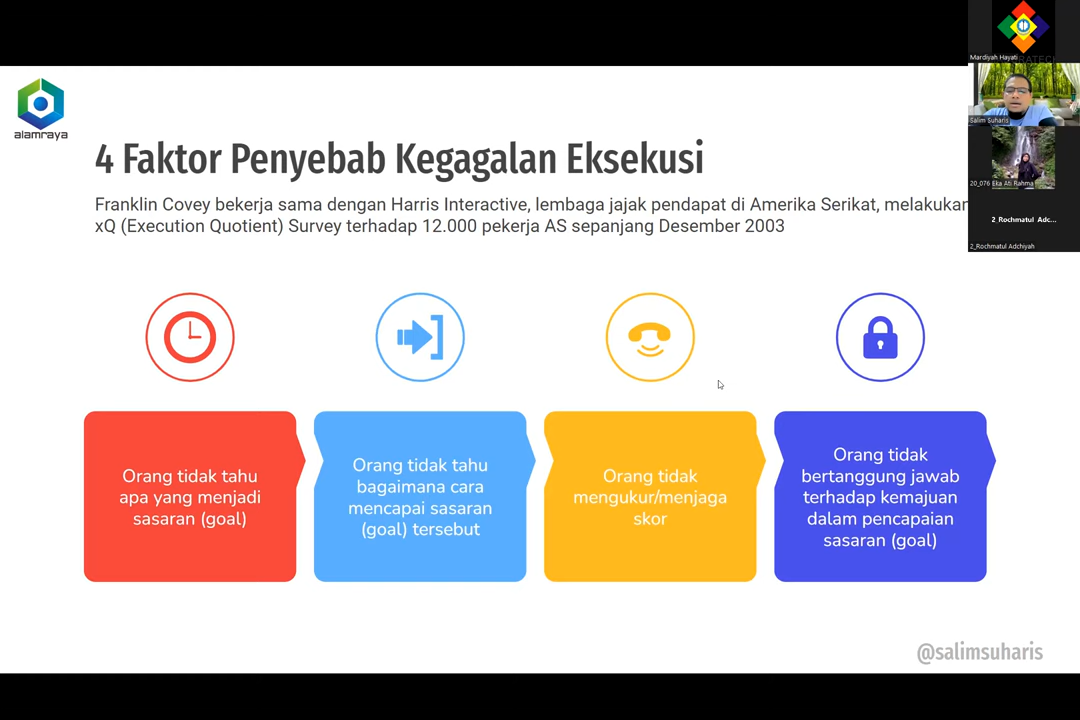 Mardiyah Hayati
Salim Suharis
20_076 Eka Ati Rahma
2_Rochmatul Adc...
2_Rochmatul Adchiyah
alamraya
4 Faktor Penyebab Kegagalan Eksekusi
Franklin Covey bekerja sama dengan Harris Interactive, lembaga jajak pendapat di Amerika Serikat, melakukan
xQ (Execution Quotient) Survey terhadap 12.000 pekerja AS sepanjang Desember 2003
Orang tidak tahu
apa yang menjadi
sasaran (goal)
Orang tidak tahu
bagaimana cara
mencapai sasaran
(goal) tersebut
Orang tidak
mengukur/menjaga
skor
Orang tidak
bertanggung jawab
terhadap kemajuan
dalam pencapaian
sasaran (goal)
@salimsuharis